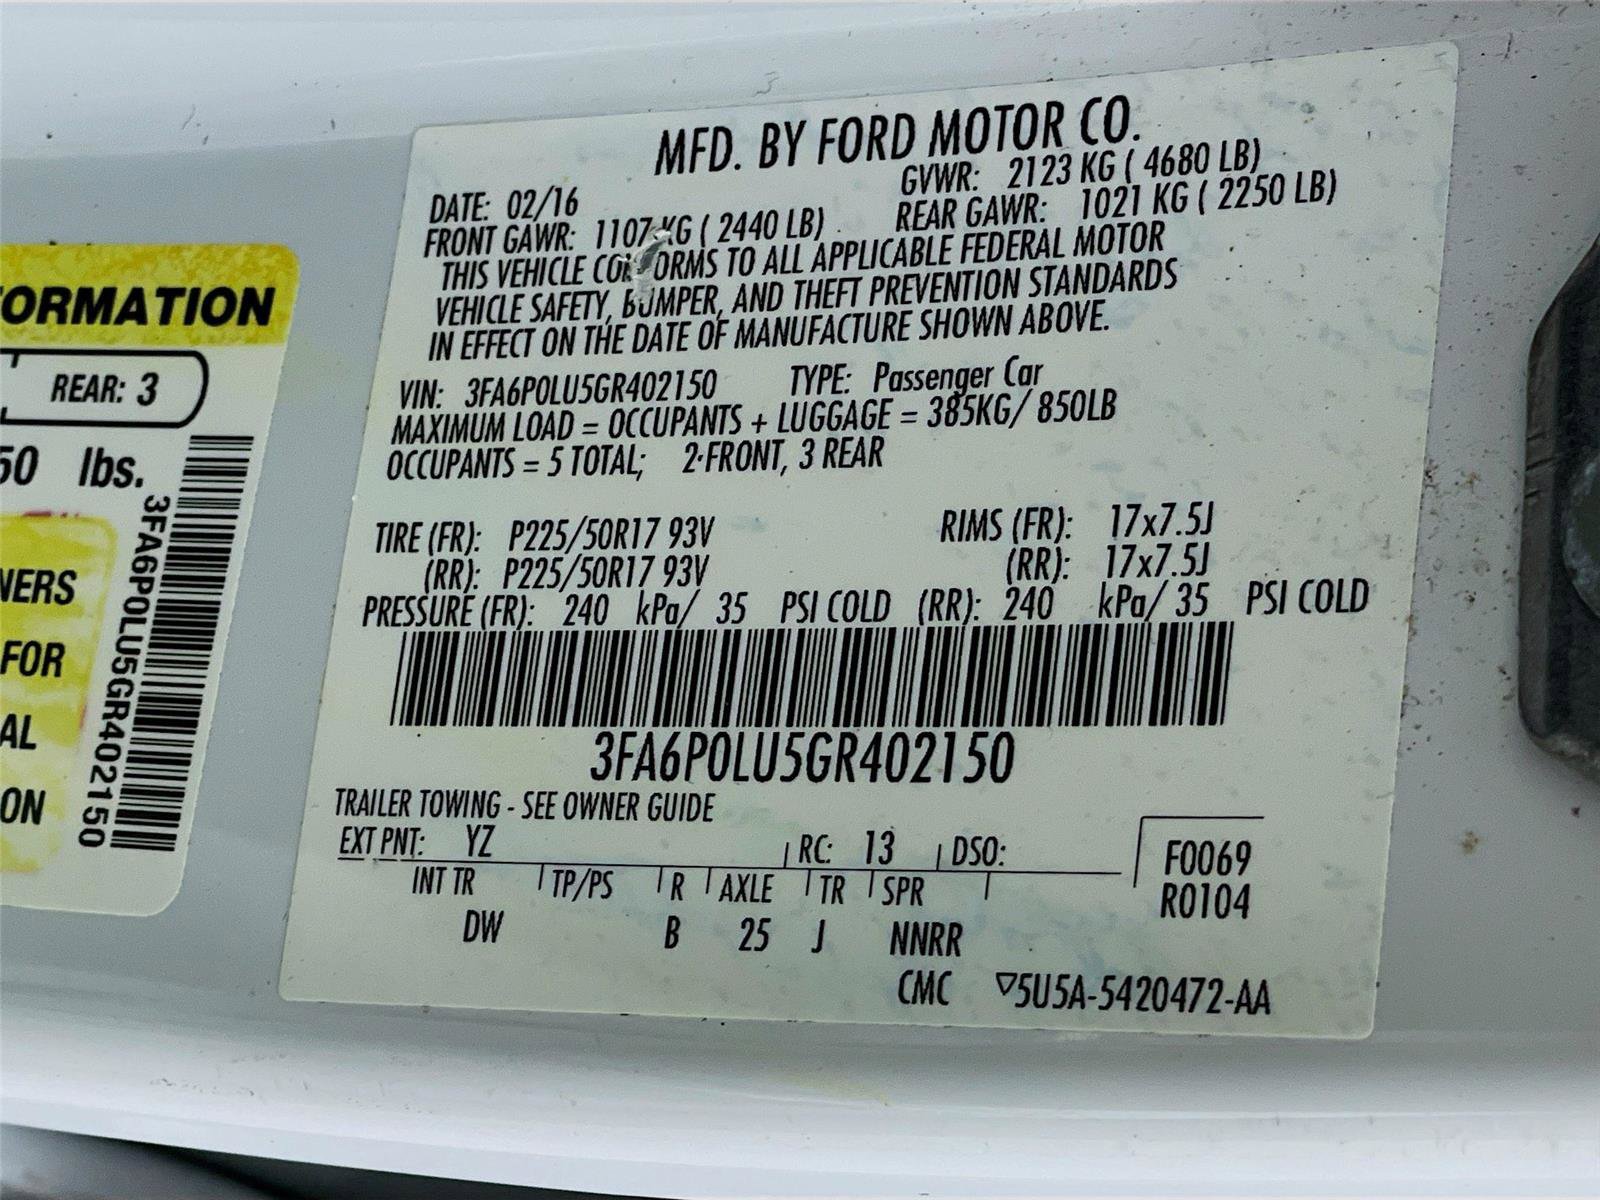 ORMATION
REAR: 3
50 lbs.
NERS
FOR
AL
ON
3FA6P0LU5GR402150
MFD. BY FORD MOTOR CO.
DATE: 02/16 GVWR: 2123 KG ( 4680 LB)
FRONT GAWR: 1107 KG ( 2440 LB) REAR GAWR: 1021 KG ( 2250 LB)
THIS VEHICLE CONFORMS TO ALL APPLICABLE FEDERAL MOTOR
VEHICLE SAFETY, BUMPER, AND THEFT PREVENTION STANDARDS
IN EFFECT ON THE DATE OF MANUFACTURE SHOWN ABOVE.
VIN: 3FA6P0LU5GR402150 TYPE: Passenger Car
MAXIMUM LOAD = OCCUPANTS + LUGGAGE = 385KG/ 850LB
OCCUPANTS = 5 TOTAL; 2-FRONT, 3 REAR
TIRE (FR): P225/50R17 93V RIMS (FR): 17x7.5J
(RR): P225/50R17 93V (RR): 17x7.5J
PRESSURE (FR): 240 kPa/ 35 PSI COLD (RR): 240 kPa/ 35 PSI COLD
3FA6P0LU5GR402150
TRAILER TOWING - SEE OWNER GUIDE
EXT PNT: YZ RC: 13 DSO: F0069
INT TR TP/PS R AXLE TR SPR R0104
DW B 25 J NNRR
CMC ▽5U5A-5420472-AA